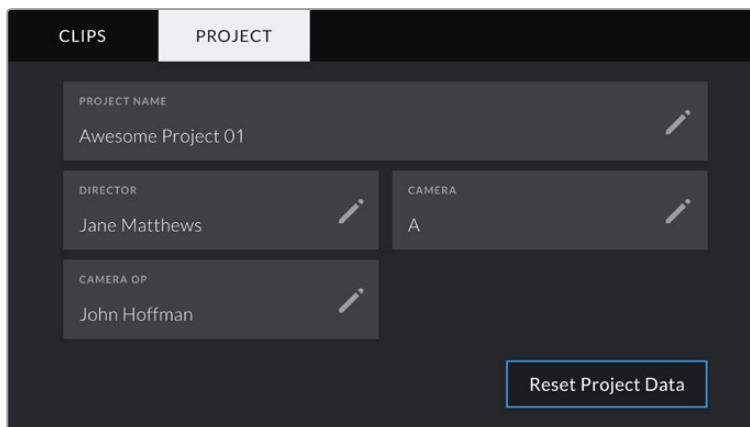 CLIPS PROJECT
PROJECT NAME
Awesome Project 01
DIRECTOR
Jane Matthews
CAMERA
A
CAMERA OP
John Hoffman
Reset Project Data